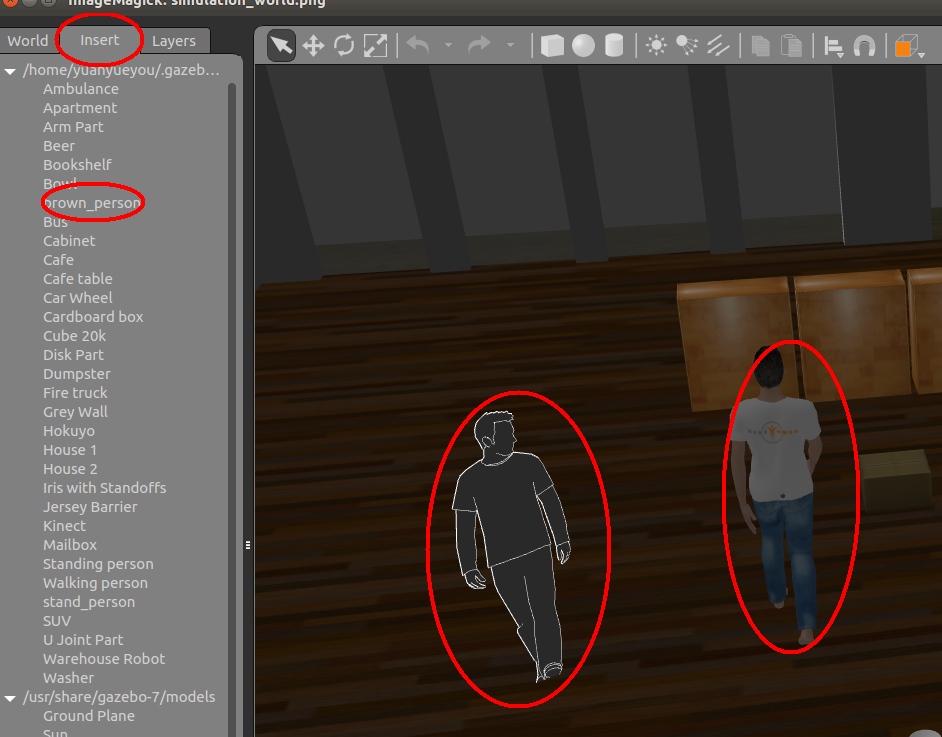 ImageMagick: simulation_world.png
World
Insert
Layers
/home/yuanyueyou/.gazeb...
Ambulance
Apartment
Arm Part
Beer
Bookshelf
Bowl
brown_person
Bus
Cabinet
Cafe
Cafe table
Car Wheel
Cardboard box
Cube 20k
Disk Part
Dumpster
Fire truck
Grey Wall
Hokuyo
House 1
House 2
Iris with Standoffs
Jersey Barrier
Kinect
Mailbox
Standing person
Walking person
stand_person
SUV
U Joint Part
Warehouse Robot
Washer
/usr/share/gazebo-7/models
Ground Plane
Sun